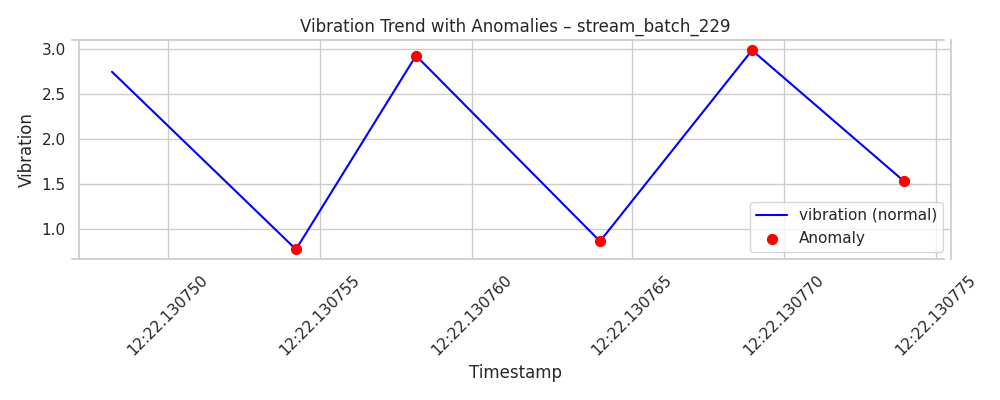 Vibration Trend with Anomalies – stream_batch_229
Vibration
3.0
2.5
2.0
1.5
1.0
vibration (normal)
Anomaly
12:22.130750
12:22.130755
12:22.130760
12:22.130765
12:22.130770
12:22.130775
Timestamp